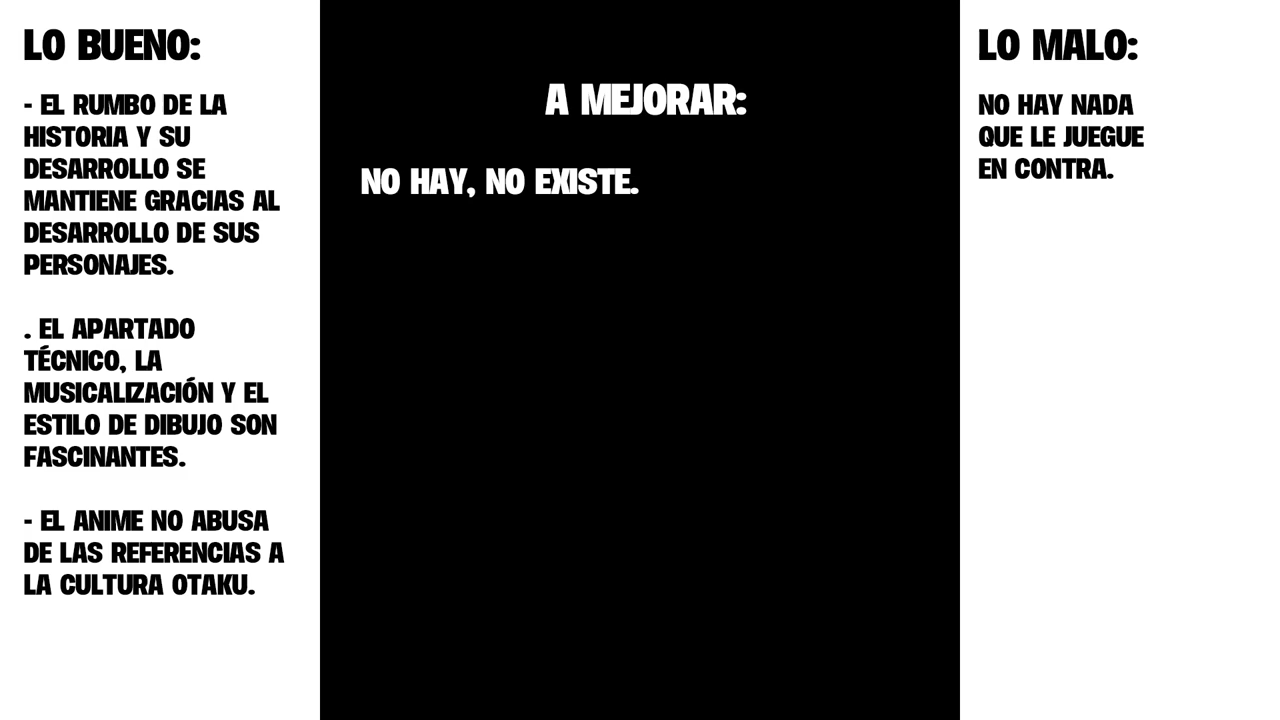 LO BUENO:
- EL RUMBO DE LA
HISTORIA Y SU
DESARROLLO SE
MANTIENE GRACIAS AL
DESARROLLO DE SUS
PERSONAJES.
. EL APARTADO
TÉCNICO, LA
MUSICALIZACIÓN Y EL
ESTILO DE DIBUJO SON
FASCINANTES.
- EL ANIME NO ABUSA
DE LAS REFERENCIAS A
LA CULTURA OTAKU.
A MEJORAR:
NO HAY, NO EXISTE.
LO MALO:
NO HAY NADA
QUE LE JUEGUE
EN CONTRA.